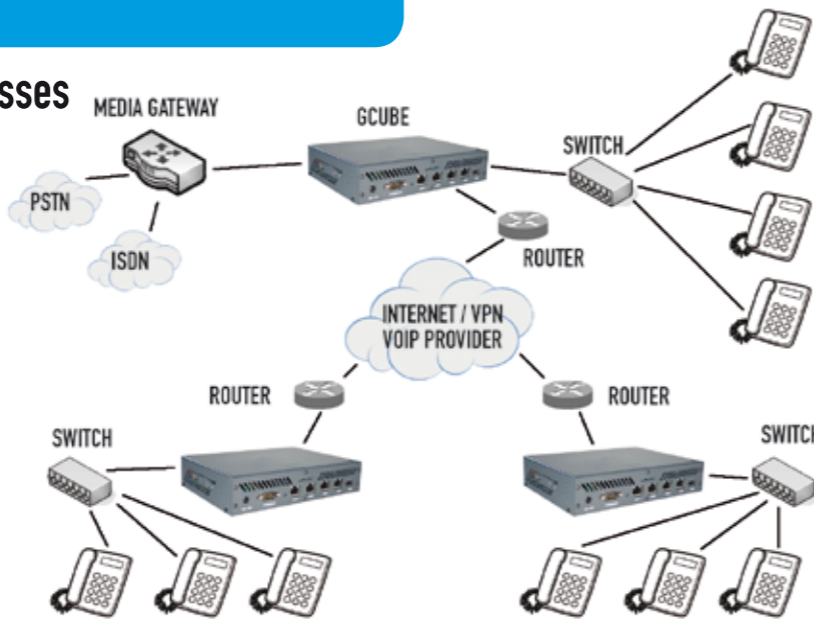 sses
MEDIA GATEWAY
GCUBE
SWITCH
PSTN
ISDN
ROUTER
INTERNET / VPN
VOIP PROVIDER
ROUTER
ROUTER
SWITCH
SWITCH